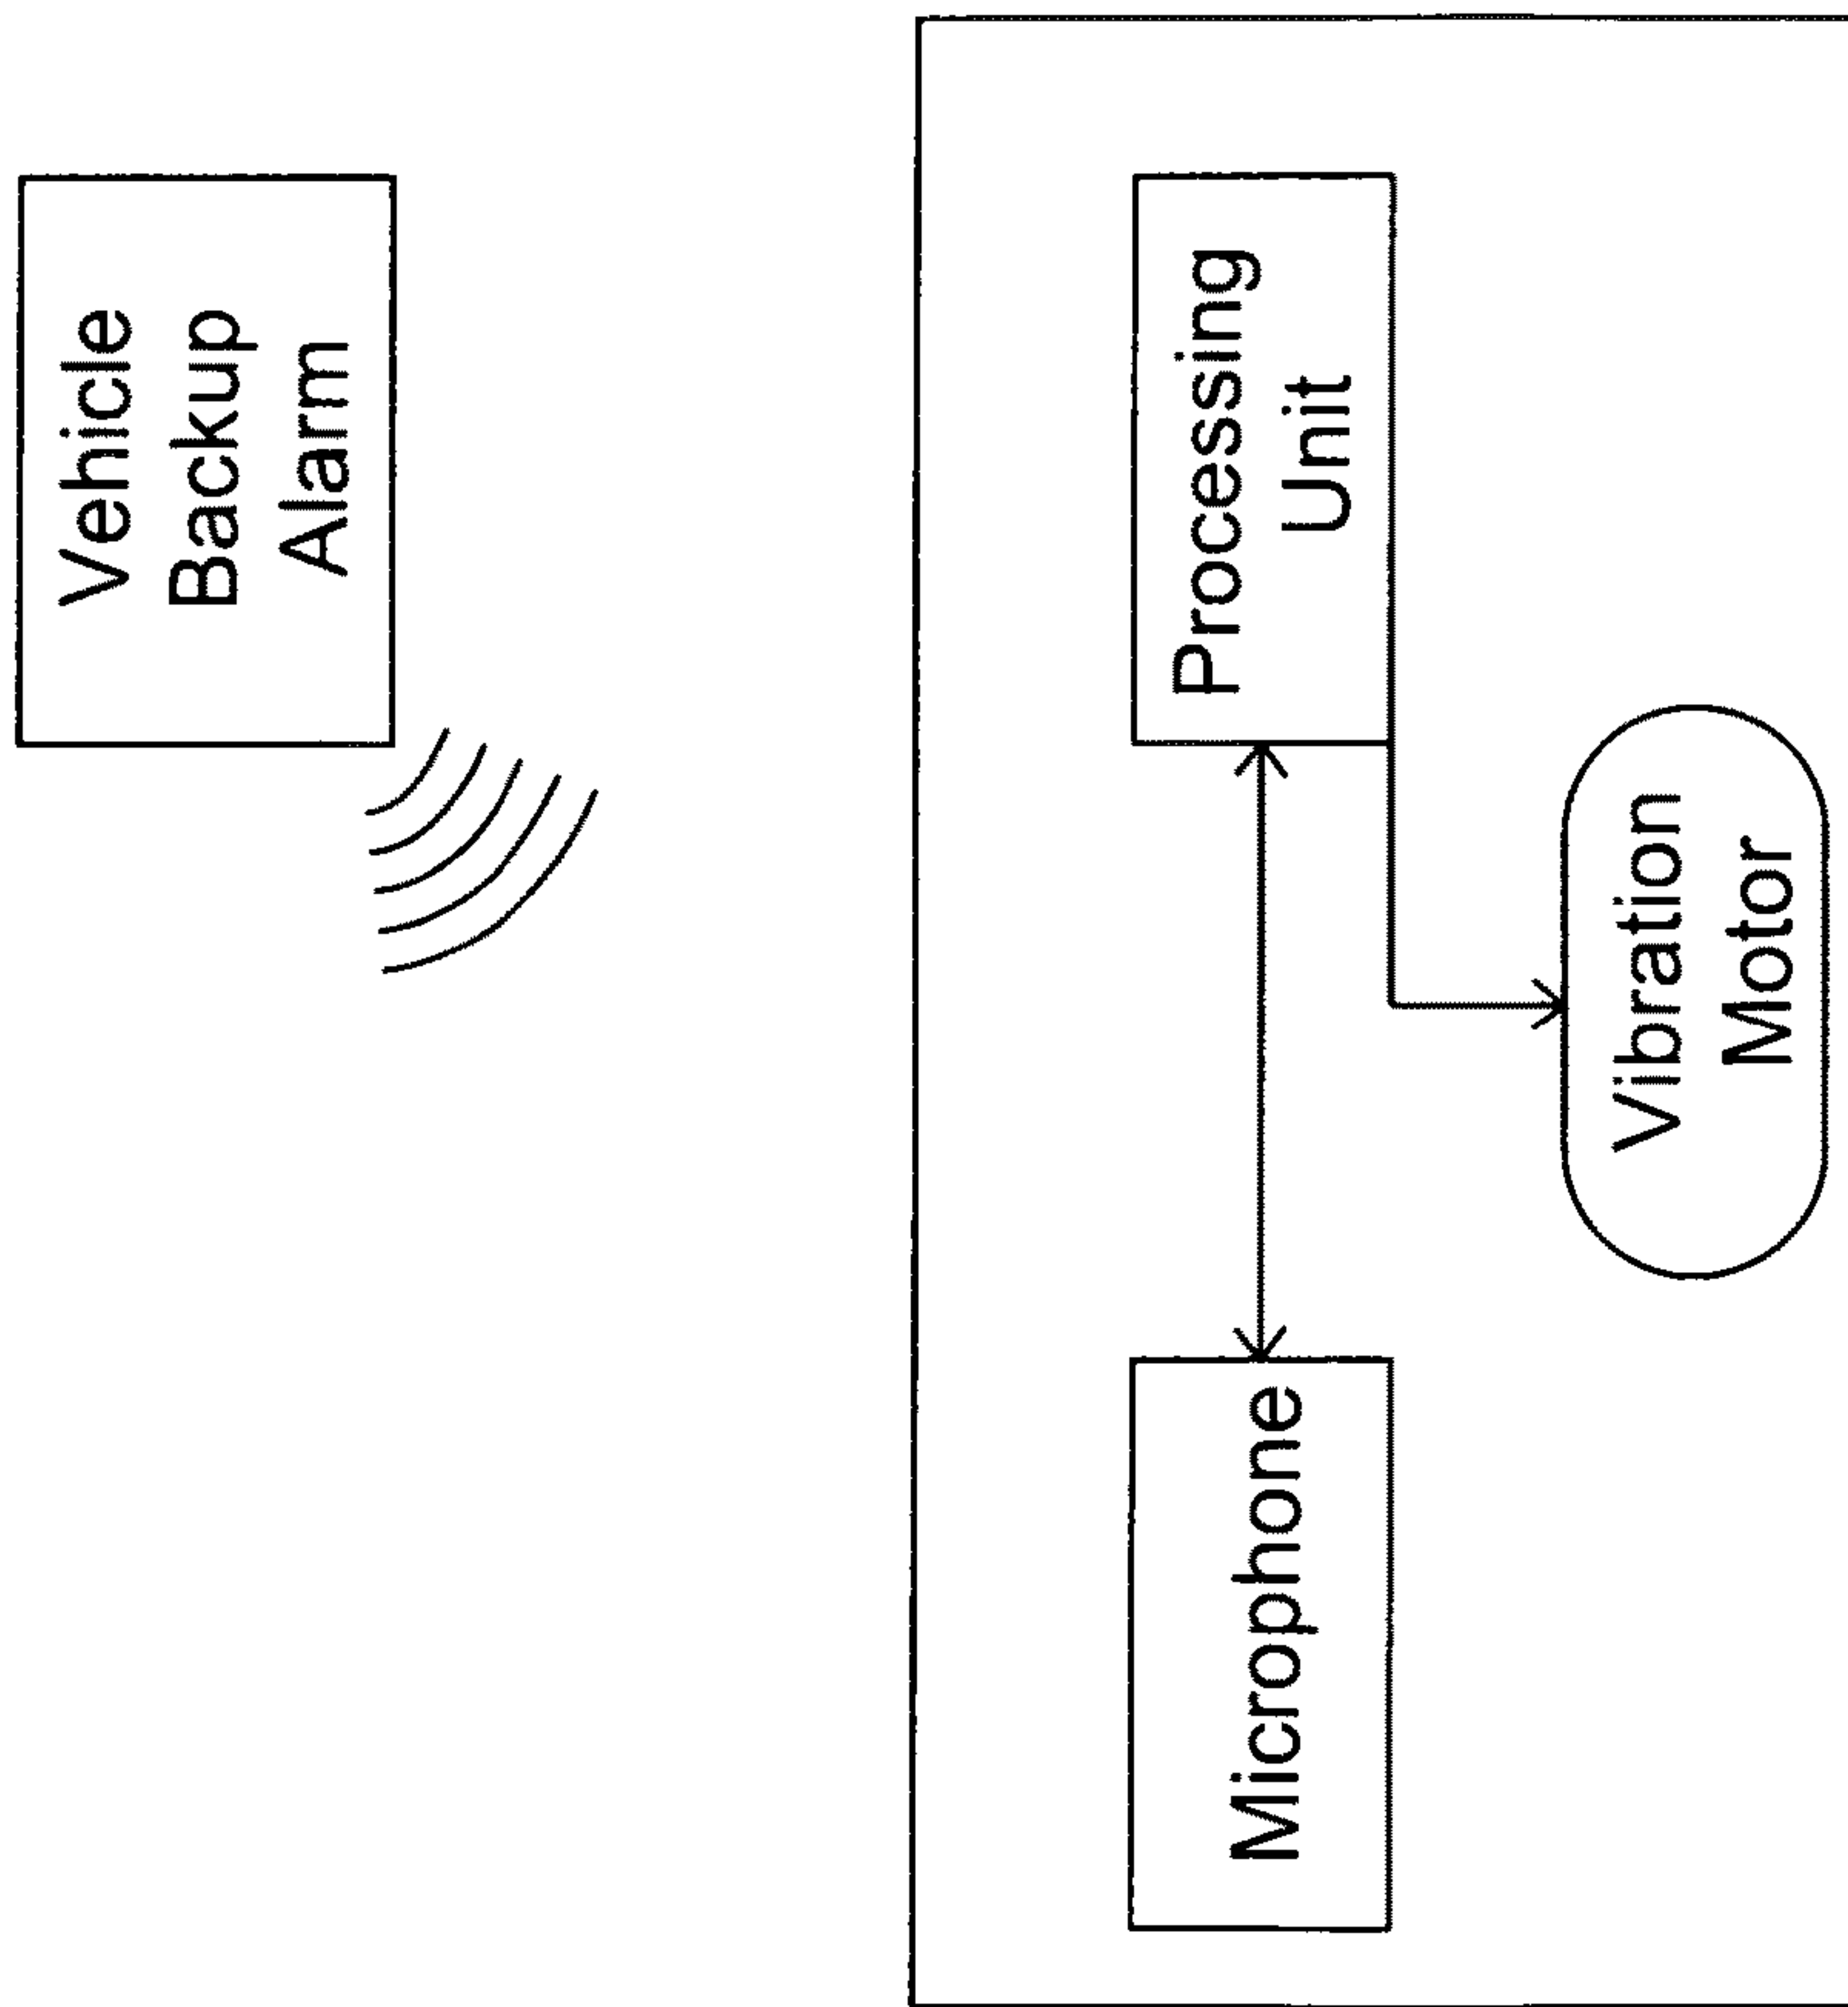 Vehicle
Backup
Alarm
Microphone
Processing
Unit
Vibration
Motor